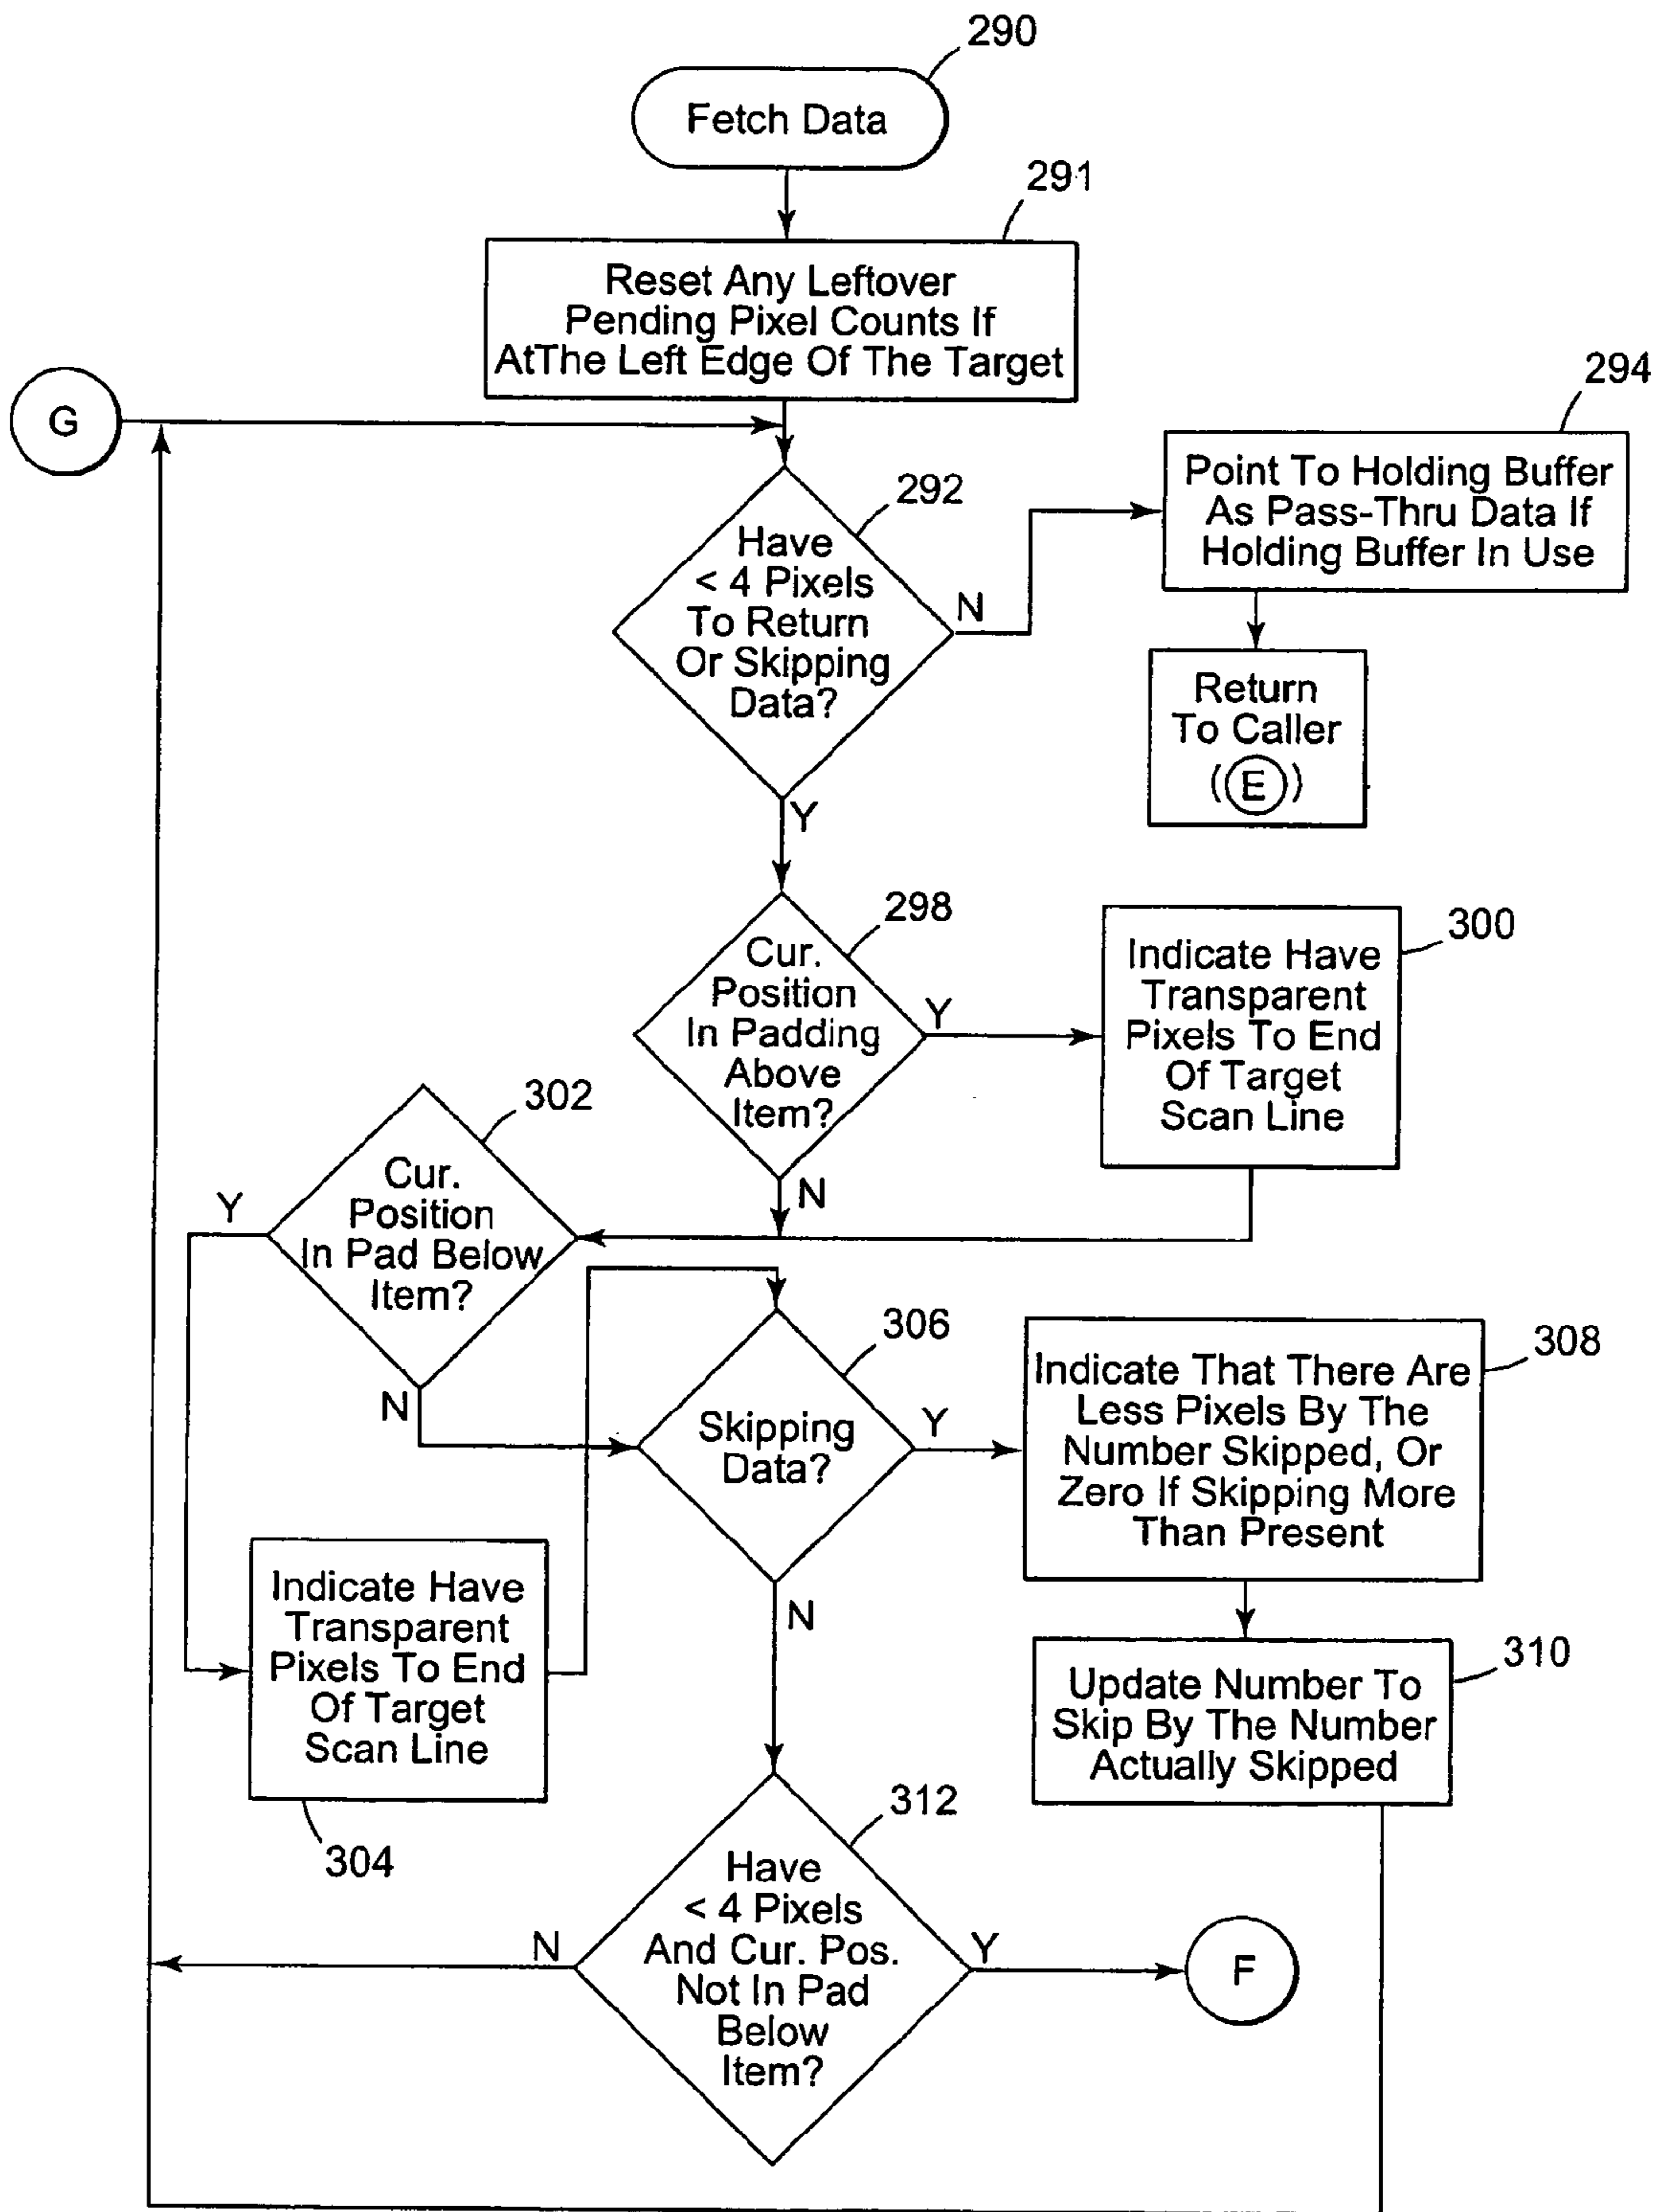 290
Fetch Data
291
Reset Any Leftover
Pending Pixel Counts If
AtThe Left Edge Of The Target
G
294
Point To Holding Buffer
As Pass-Thru Data If
Holding Buffer In Use
292
Have
< 4 Pixels
To Return
Or Skipping
Data?
N
Return
To Caller
((E))
Y
298
Cur.
Position
In Padding
Above
Item?
Y
300
Indicate Have
Transparent
Pixels To End
Of Target
Scan Line
N
302
Cur.
Position
In Pad Below
Item?
Y
N
306
Skipping
Data?
Y
308
Indicate That There Are
Less Pixels By The
Number Skipped, Or
Zero If Skipping More
Than Present
N
Indicate Have
Transparent
Pixels To End
Of Target
Scan Line
304
310
Update Number To
Skip By The Number
Actually Skipped
312
Have
< 4 Pixels
And Cur. Pos.
Not In Pad
Below
Item?
N
Y
F